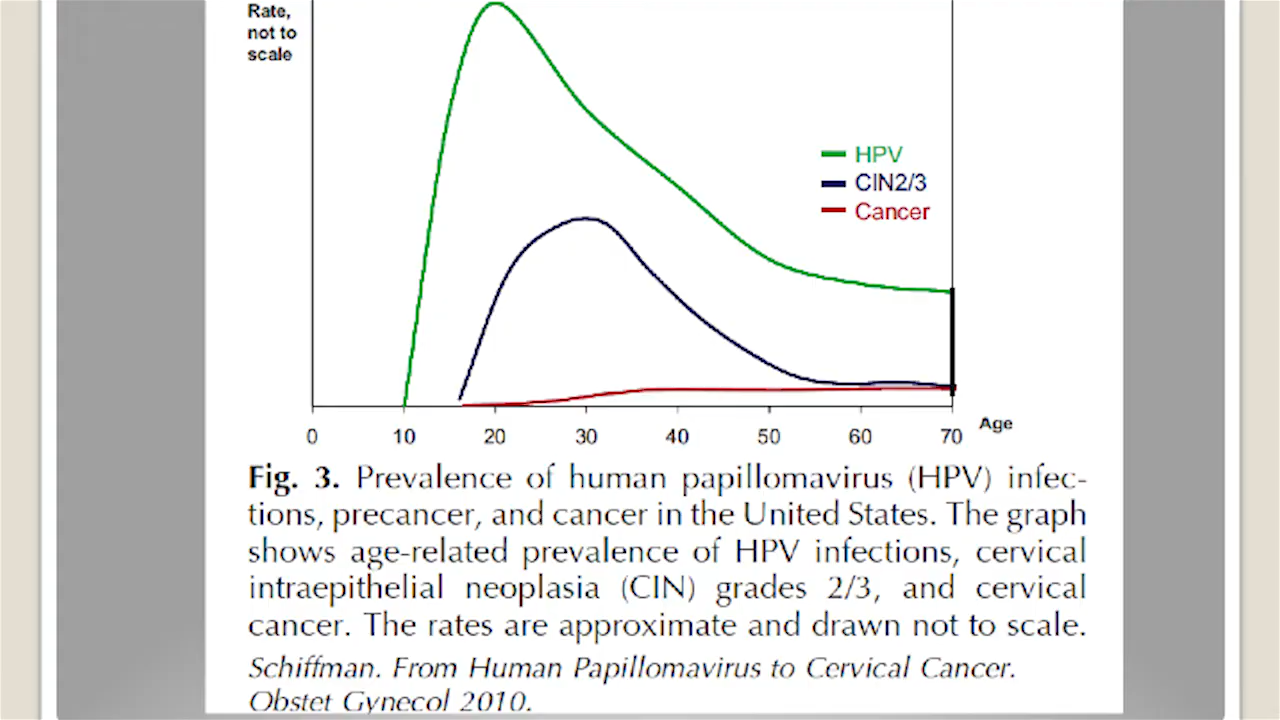 Rate,
not to
scale
HPV
CIN2/3
Cancer
0 10 20 30 40 50 60 70 Age
Fig. 3. Prevalence of human papillomavirus (HPV) infec-
tions, precancer, and cancer in the United States. The graph
shows age-related prevalence of HPV infections, cervical
intraepithelial neoplasia (CIN) grades 2/3, and cervical
cancer. The rates are approximate and drawn not to scale.
Schiffman. From Human Papillomavirus to Cervical Cancer.
Obstet Gynecol 2010.